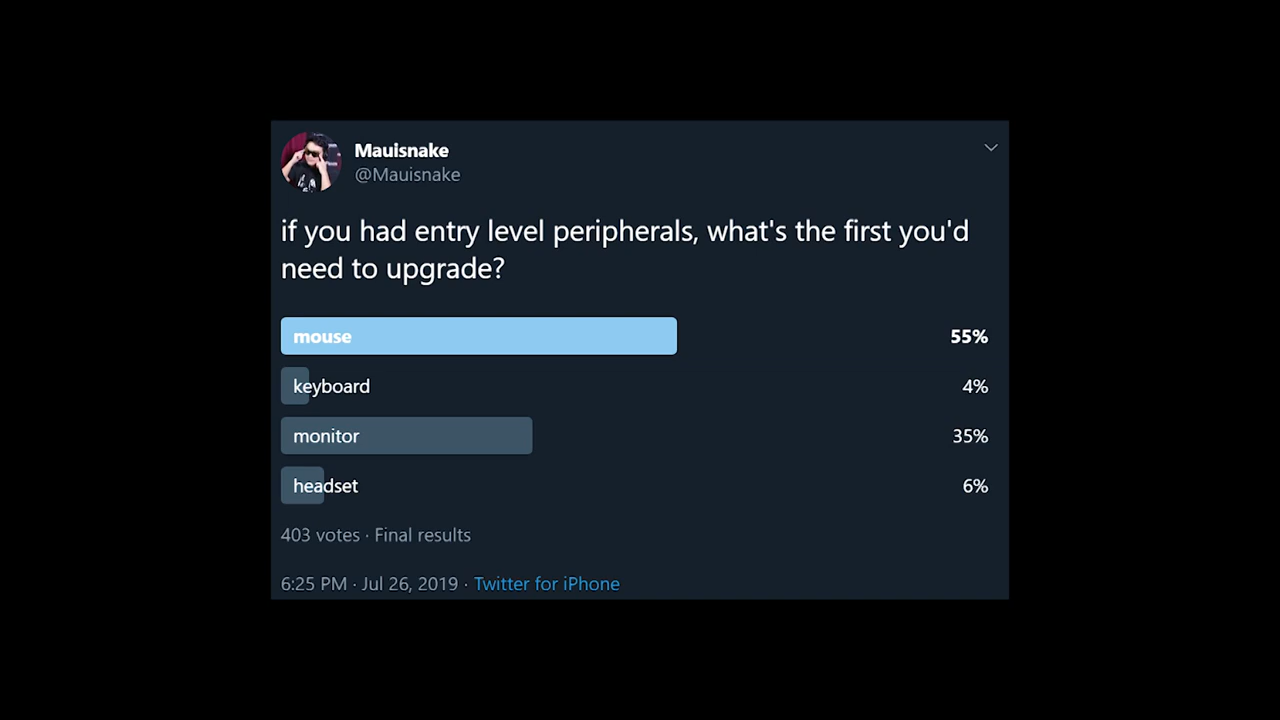 Mauisnake
@Mauisnake
if you had entry level peripherals, what's the first you'd
need to upgrade?
mouse 55%
keyboard 4%
monitor 35%
headset 6%
403 votes · Final results
6:25 PM · Jul 26, 2019 · Twitter for iPhone